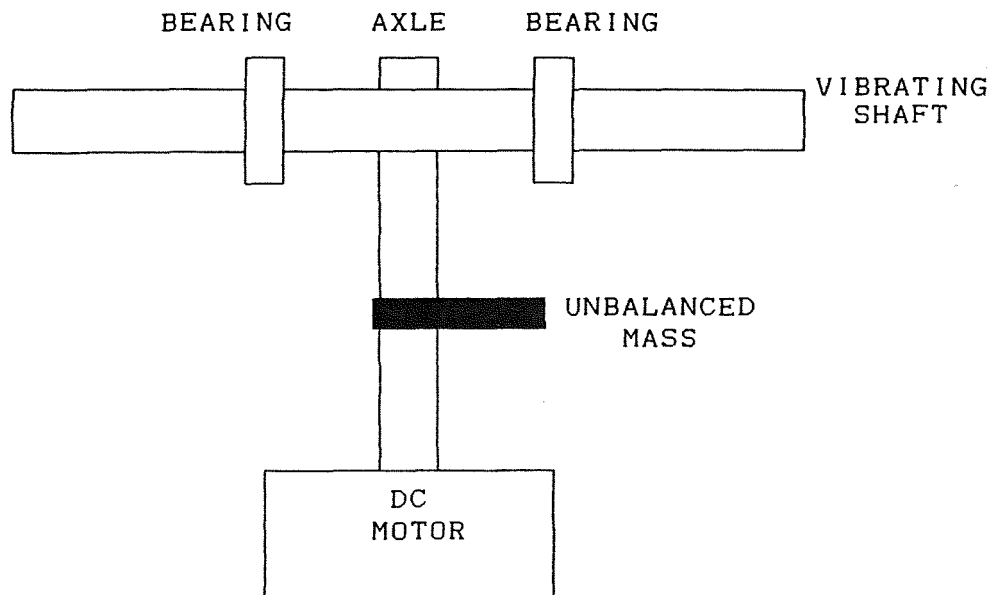 BEARING AXLE BEARING
VIBRATING
SHAFT
UNBALANCED
MASS
DC
MOTOR